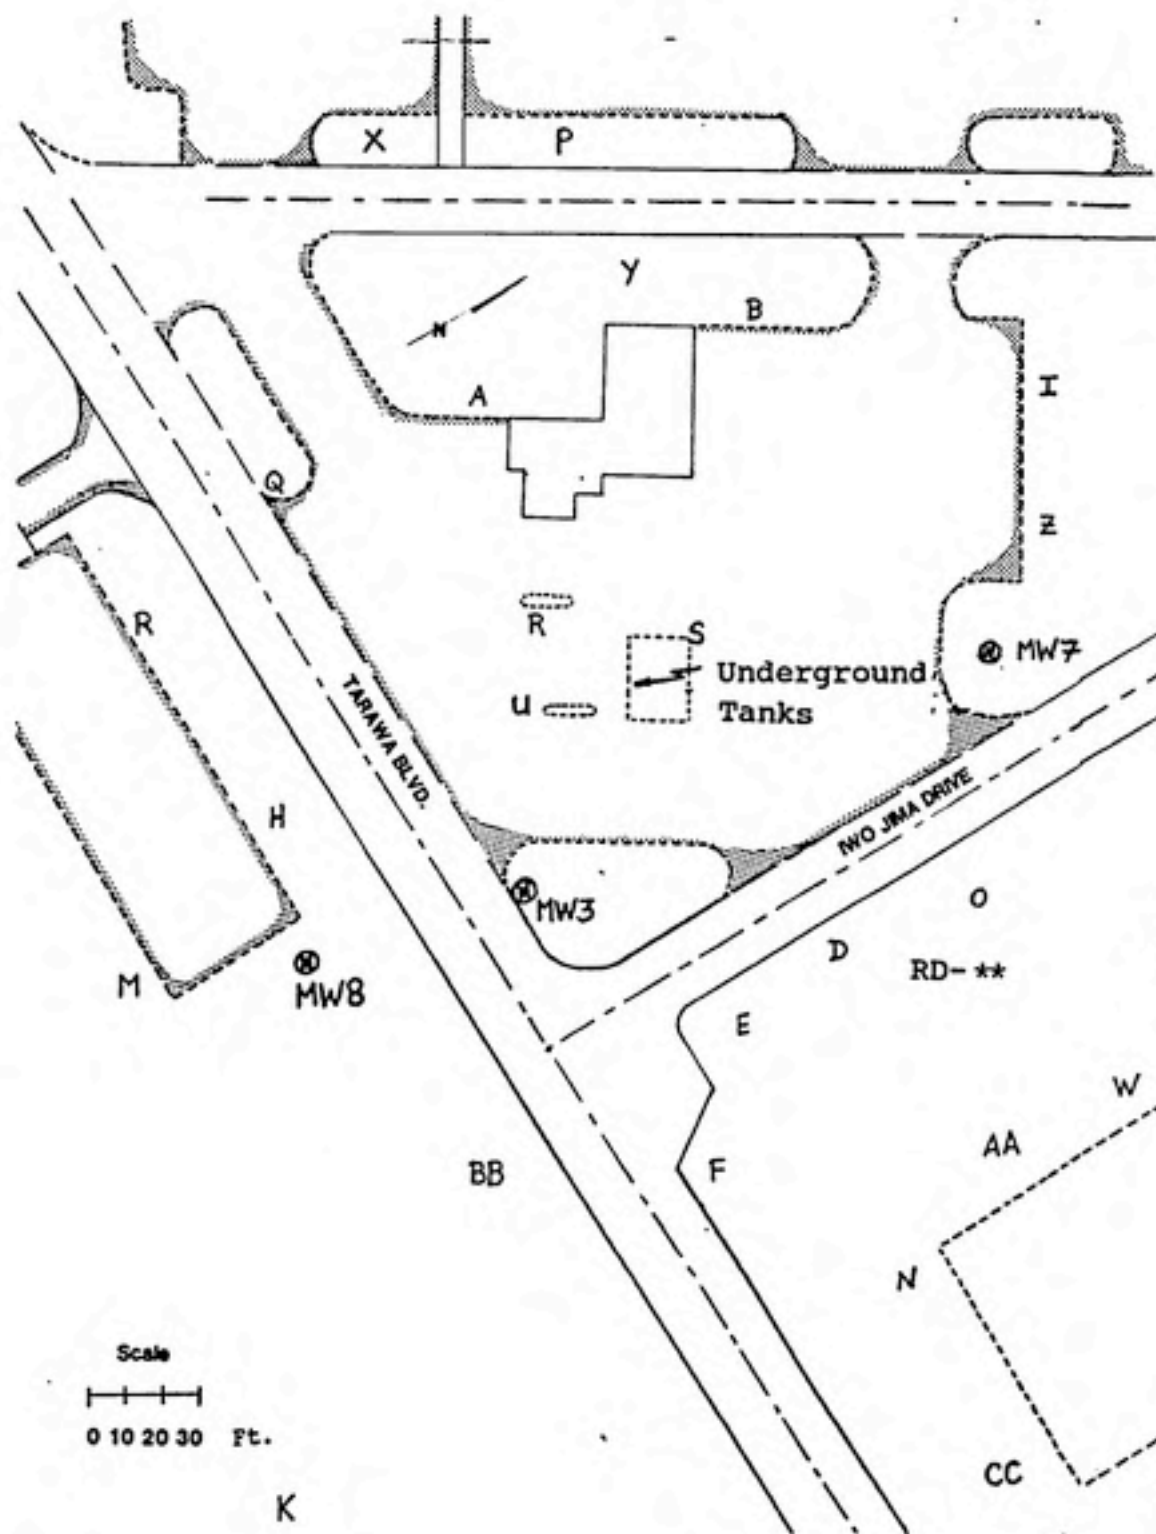 X P
Y
B
N
A
I
Q
Z
R
R
S
MW7
Underground
Tanks
U
TARAWA BLVD.
H
IWO JIMA DRIVE
MW3
O
D
RD-**
M
MW8
E
W
AA
BB
F
N
Scale
0 10 20 30 Ft.
CC
K